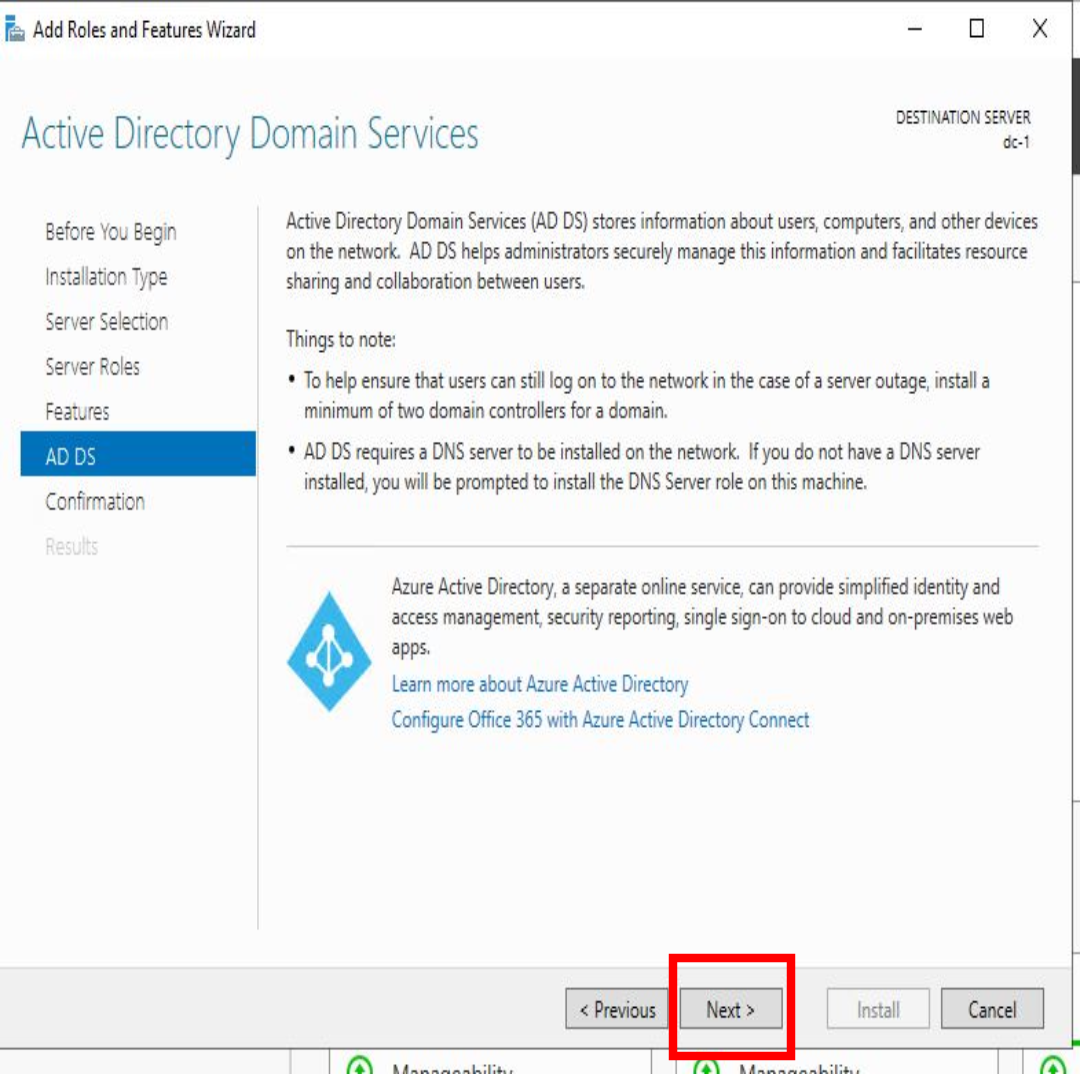 Add Roles and Features Wizard
Active Directory Domain Services
DESTINATION SERVER
dc-1
Before You Begin
Installation Type
Server Selection
Server Roles
Features
AD DS
Confirmation
Results
Active Directory Domain Services (AD DS) stores information about users, computers, and other devices
on the network.  AD DS helps administrators securely manage this information and facilitates resource
sharing and collaboration between users.
Things to note:
• To help ensure that users can still log on to the network in the case of a server outage, install a
minimum of two domain controllers for a domain.
• AD DS requires a DNS server to be installed on the network.  If you do not have a DNS server
installed, you will be prompted to install the DNS Server role on this machine.
Azure Active Directory, a separate online service, can provide simplified identity and
access management, security reporting, single sign-on to cloud and on-premises web
apps.
Learn more about Azure Active Directory
Configure Office 365 with Azure Active Directory Connect
< Previous
Next >
Install
Cancel
Manageability
Manageability